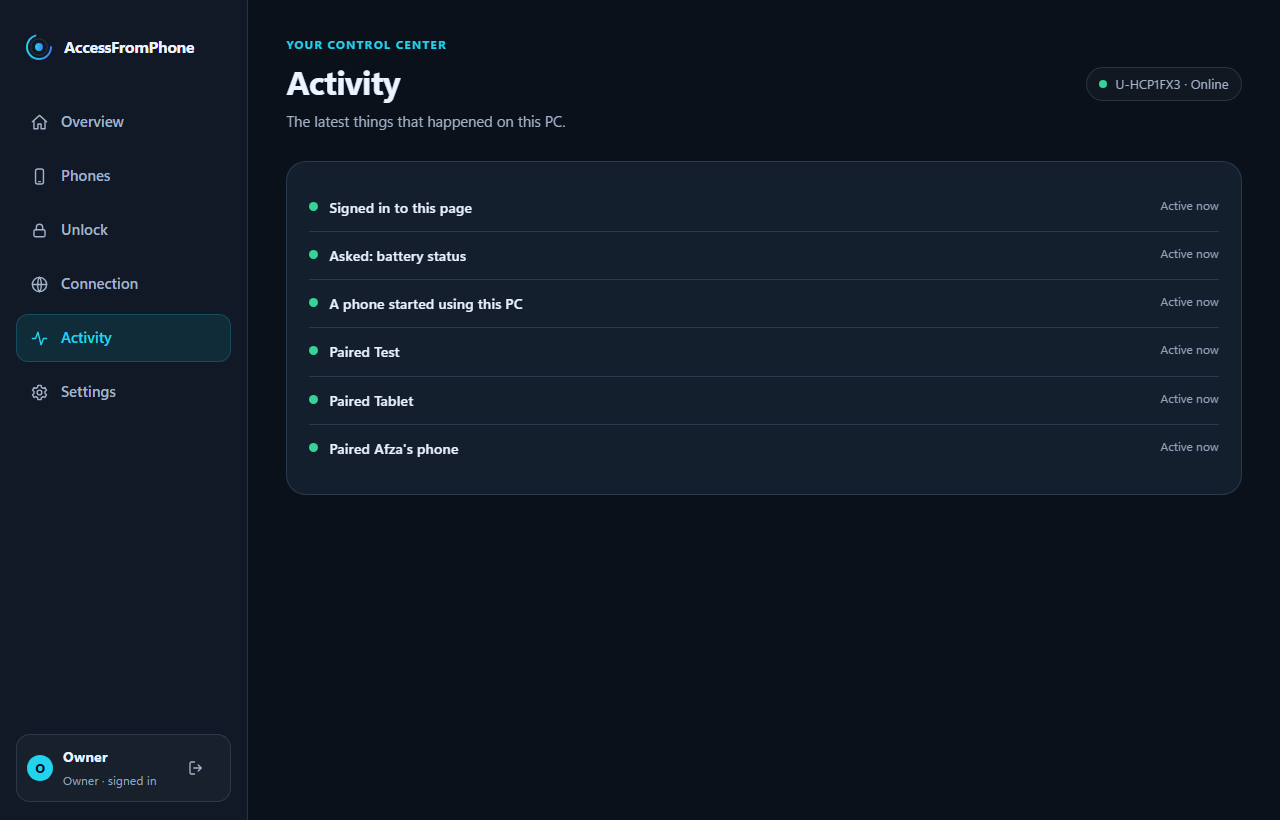 AccessFromPhone
Overview
Phones
Unlock
Connection
Activity
Settings
Owner
O
Owner · signed in
YOUR CONTROL CENTER
Activity
The latest things that happened on this PC.
U-HCP1FX3 · Online
Signed in to this page Active now
Asked: battery status Active now
A phone started using this PC Active now
Paired Test Active now
Paired Tablet Active now
Paired Afza's phone Active now